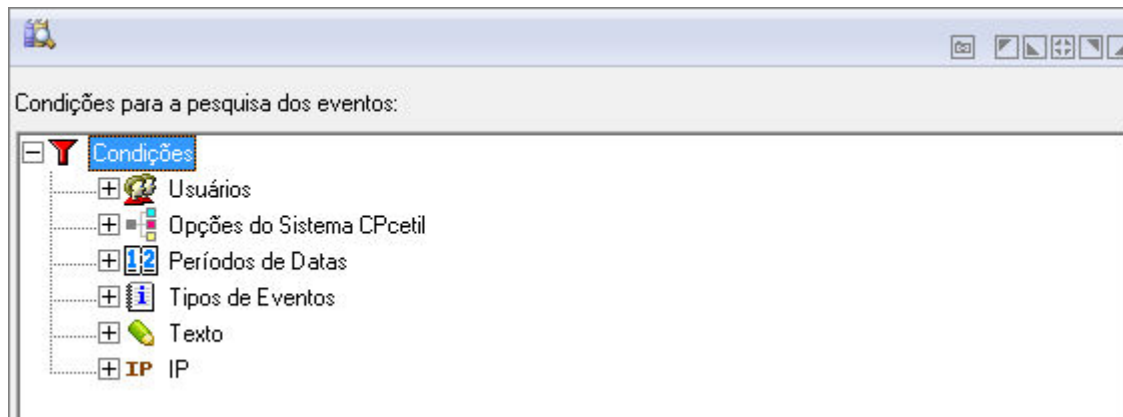 Condições para a pesquisa dos eventos:
Condições
Usuários
Opções do Sistema CPcetil
12 Períodos de Datas
i Tipos de Eventos
Texto
IP IP